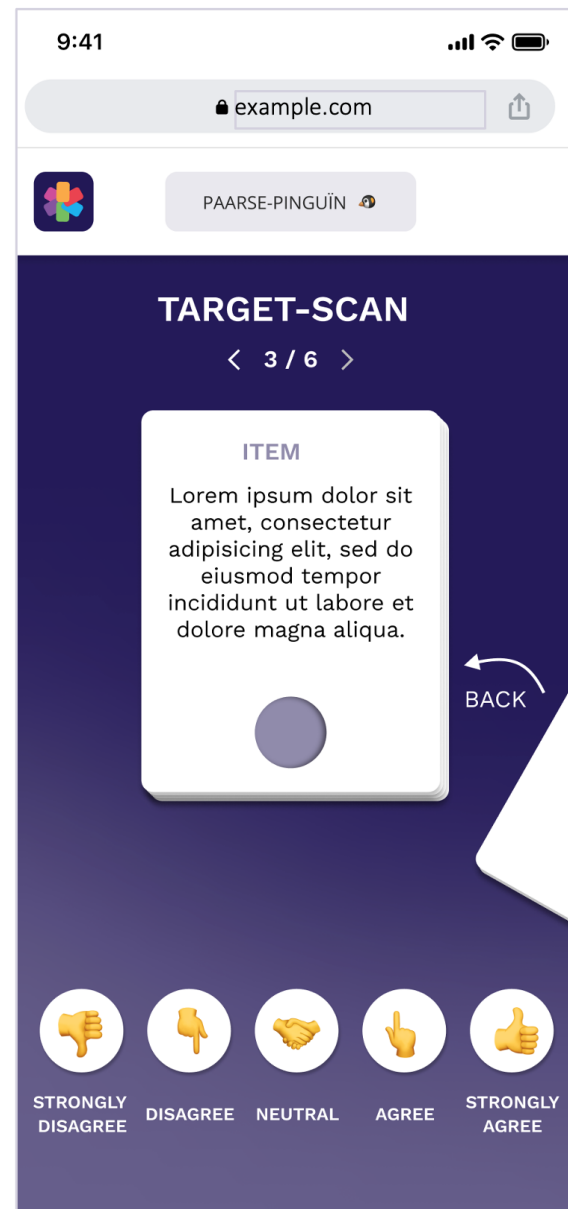 9:41
example.com
PAARSE-PINGUÏN
TARGET-SCAN
< 3 / 6 >
ITEM
Lorem ipsum dolor sit
amet, consectetur
adipisicing elit, sed do
eiusmod tempor
incididunt ut labore et
dolore magna aliqua.
BACK
STRONGLY
DISAGREE
DISAGREE
NEUTRAL
AGREE
STRONGLY
AGREE